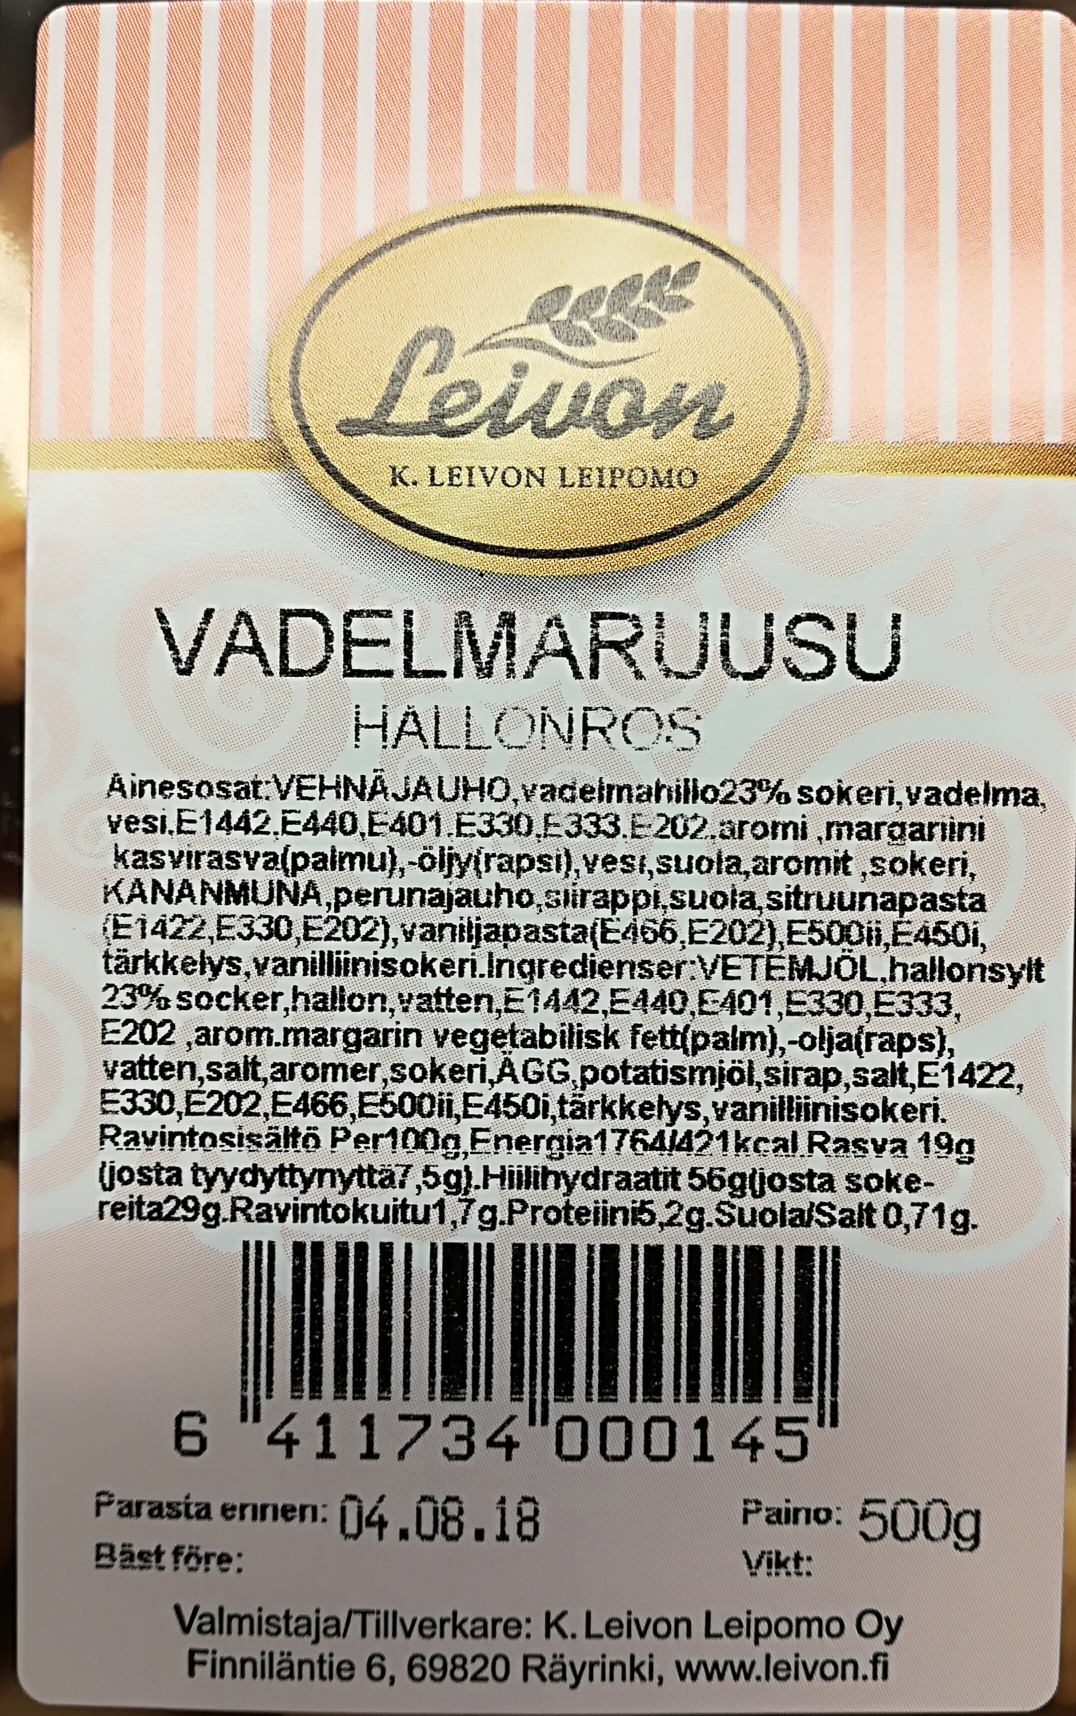 Leivon
K. LEIVON LEIPOMO
VADELMARUUSU
HALLONROS
Ainesosat:VEHNÄJAUHO,vadelmahillo23% sokeri,vadelma,
vesi,E1442,E440,E401,E330,E333,E202,aromi ,margariini
kasvirasva(palmu),-öljy(rapsi),vesi,suola,aromit ,sokeri,
KANANMUNA,perunajauho,siirappi,suola,sitruunapasta
(E1422,E330,E202),vaniljapasta(E466,E202),E500ii,E450i,
tärkkelys,vanilliinisokeri.Ingredienser:VETEMJÖL,hallonsylt
23% socker,hallon,vatten,E1442,E440,E401,E330,E333,
E202 ,arom.margarin vegetabilisk fett(palm),-olja(raps),
vatten,salt,aromer,sokeri,ÄGG,potatismjöl,sirap,salt,E1422,
E330,E202,E466,E500ii,E450i,tärkkelys,vanilliinisokeri.
Ravintosisältö Per100g,Energia1764/421kcal.Rasva 19g
(josta tyydyttynyttä7,5g).Hiilihydraatit 56g(josta soke-
reita29g.Ravintokuitu1,7g.Proteiini5,2g.Suola/Salt 0,71g.
6 411734 000145
Parasta ennen: 04.08.18 Paino: 500g
Bäst före: Vikt:
Valmistaja/Tillverkare: K. Leivon Leipomo Oy
Finniläntie 6, 69820 Räyrinki, www.leivon.fi